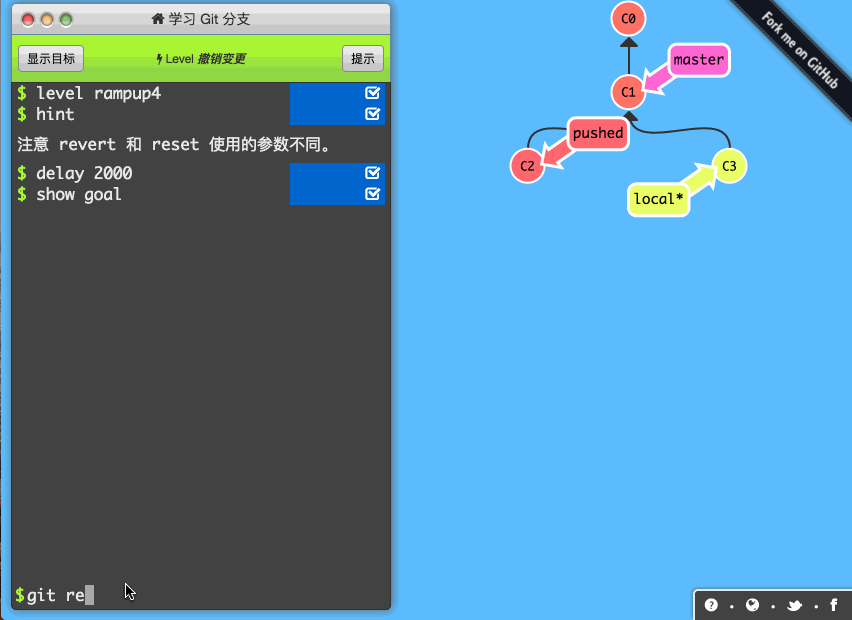 学习 Git 分支
显示目标
Level 撤销变更
提示
$ level rampup4
$ hint
注意 revert 和 reset 使用的参数不同。
$ delay 2000
$ show goal
$git re
C0
master
C1
pushed
C2
C3
local*
Fork me on GitHub